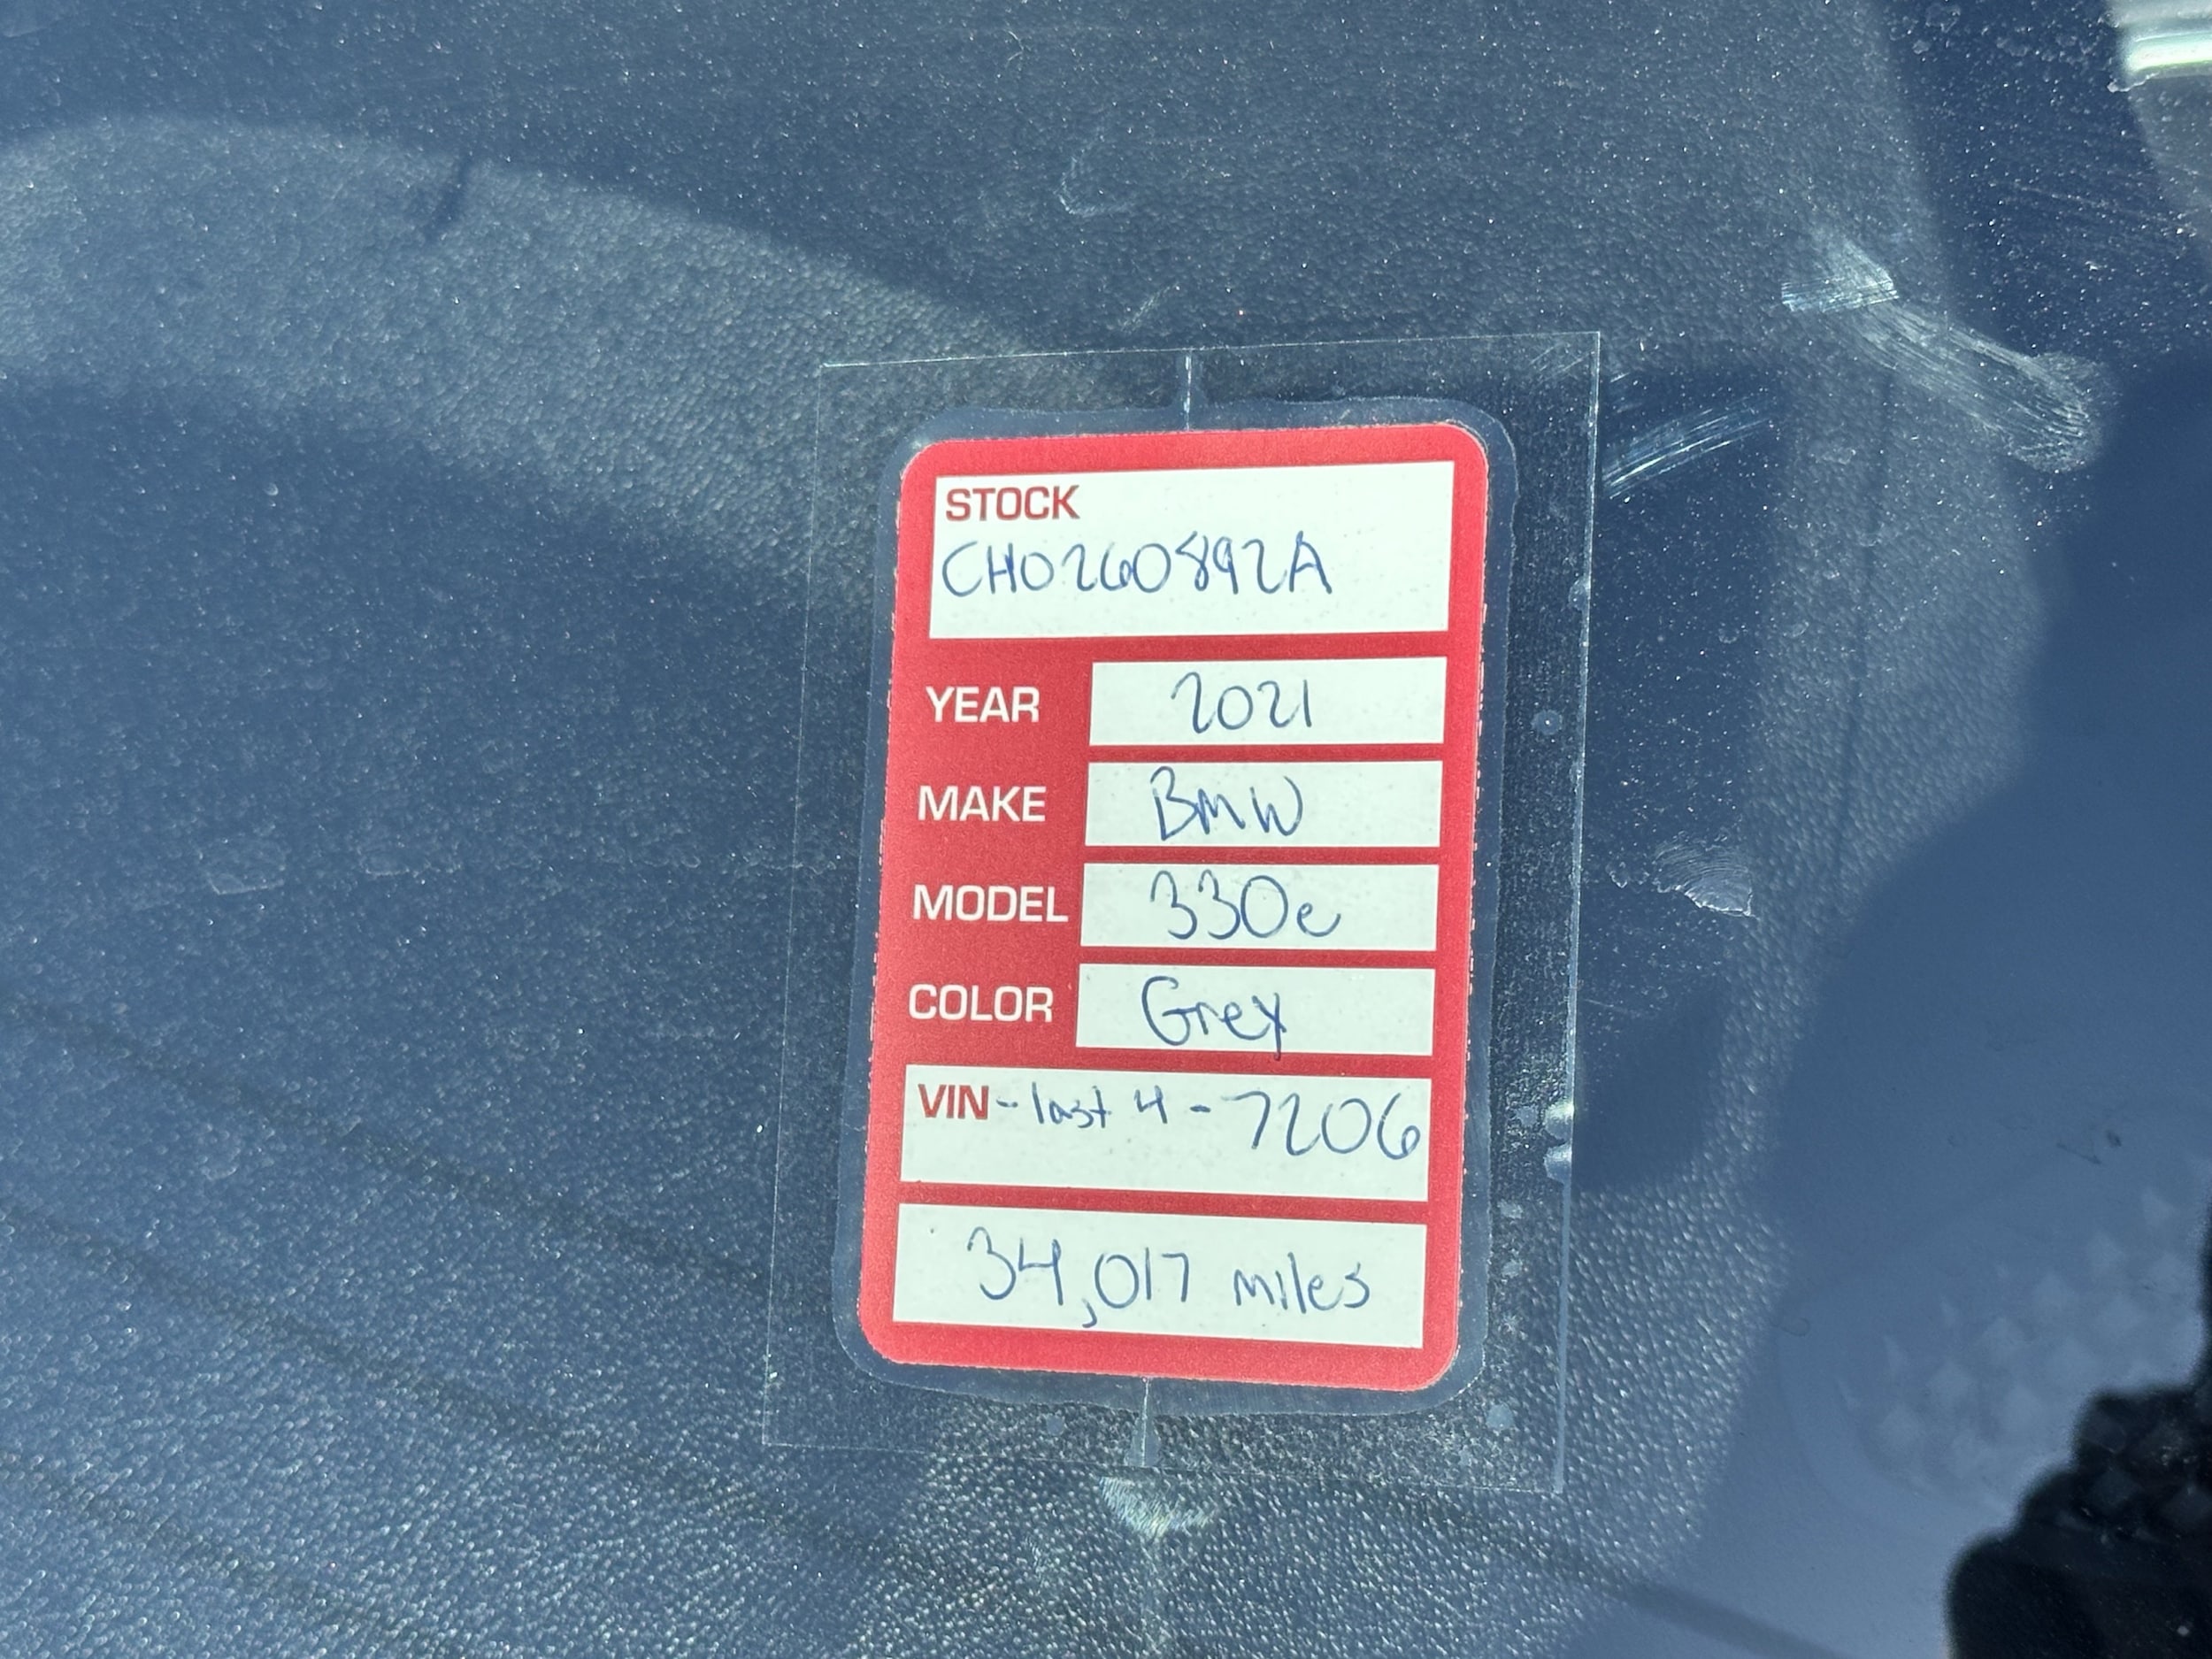 STOCK
CH0260892A
YEAR 2021
MAKE BMW
MODEL 330e
COLOR Grey
VIN - last 4 - 7206
34,017 miles